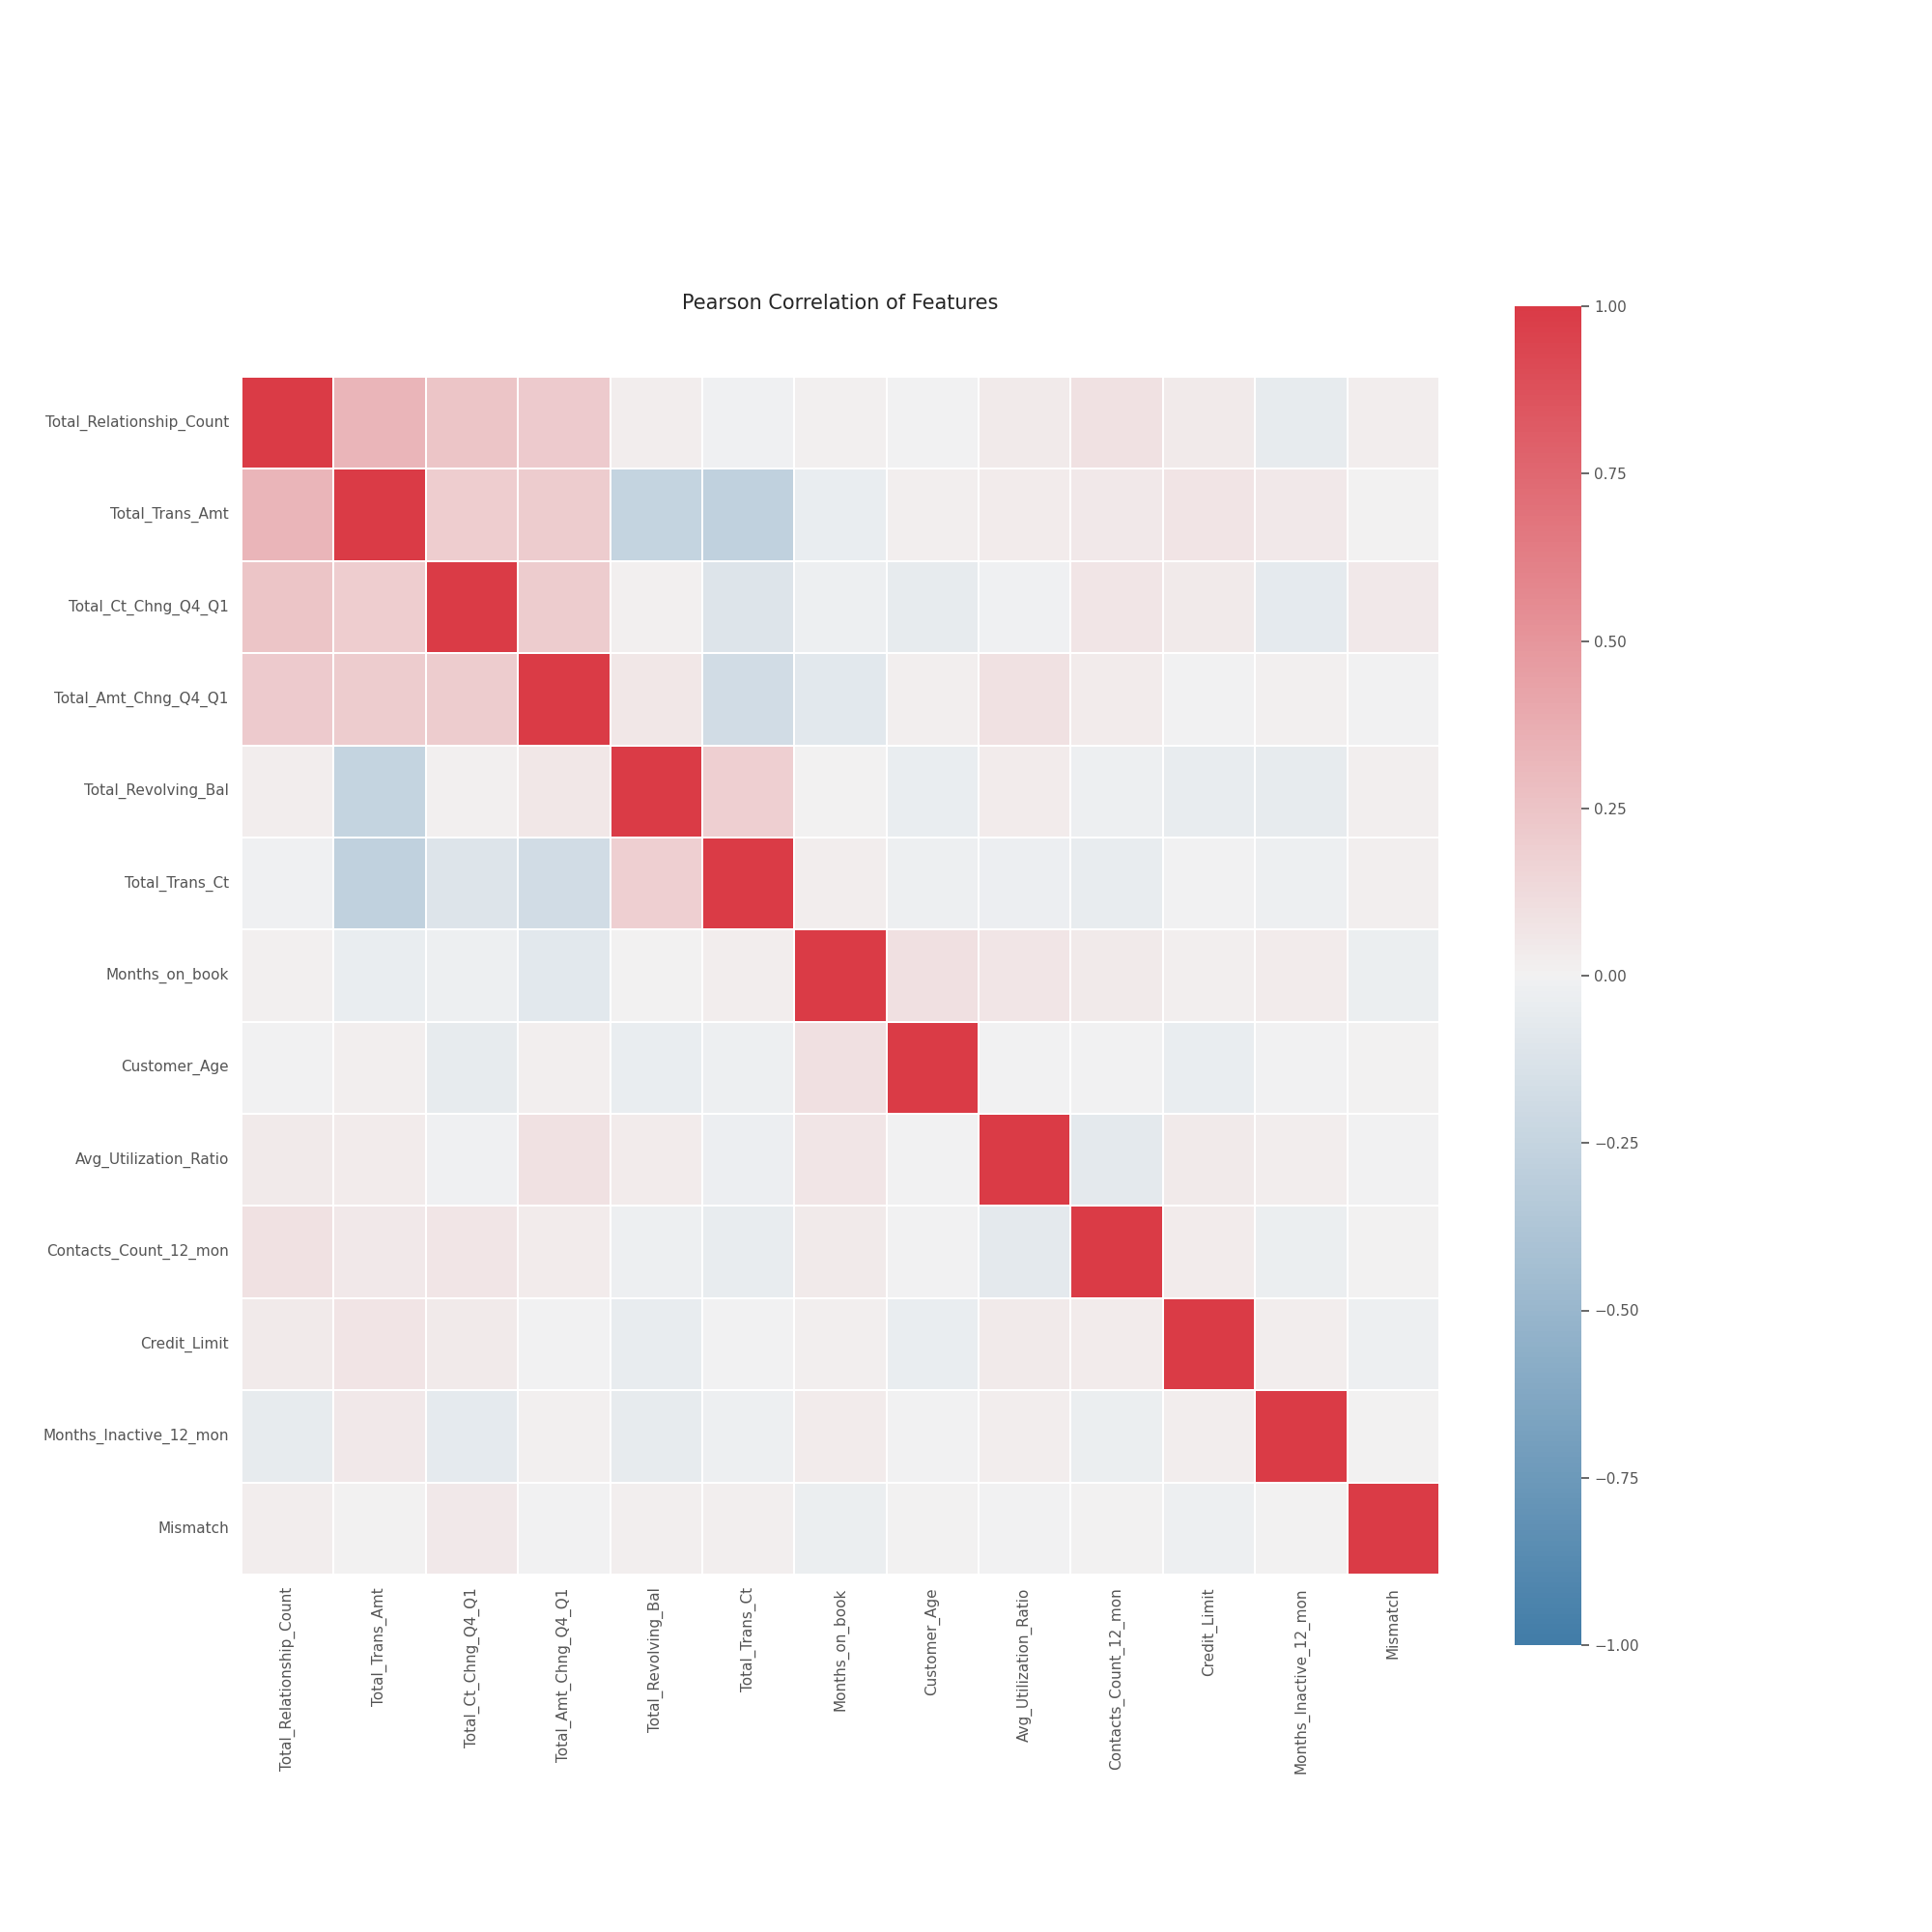 Pearson Correlation of Features
Total_Relationship_Count
Total_Trans_Amt
Total_Ct_Chng_Q4_Q1
Total_Amt_Chng_Q4_Q1
Total_Revolving_Bal
Total_Trans_Ct
Months_on_book
Customer_Age
Avg_Utilization_Ratio
Contacts_Count_12_mon
Credit_Limit
Months_Inactive_12_mon
Mismatch
Total_Relationship_Count
Total_Trans_Amt
Total_Ct_Chng_Q4_Q1
Total_Amt_Chng_Q4_Q1
Total_Revolving_Bal
Total_Trans_Ct
Months_on_book
Customer_Age
Avg_Utilization_Ratio
Contacts_Count_12_mon
Credit_Limit
Months_Inactive_12_mon
Mismatch
1.00
0.75
0.50
0.25
0.00
−0.25
−0.50
−0.75
−1.00